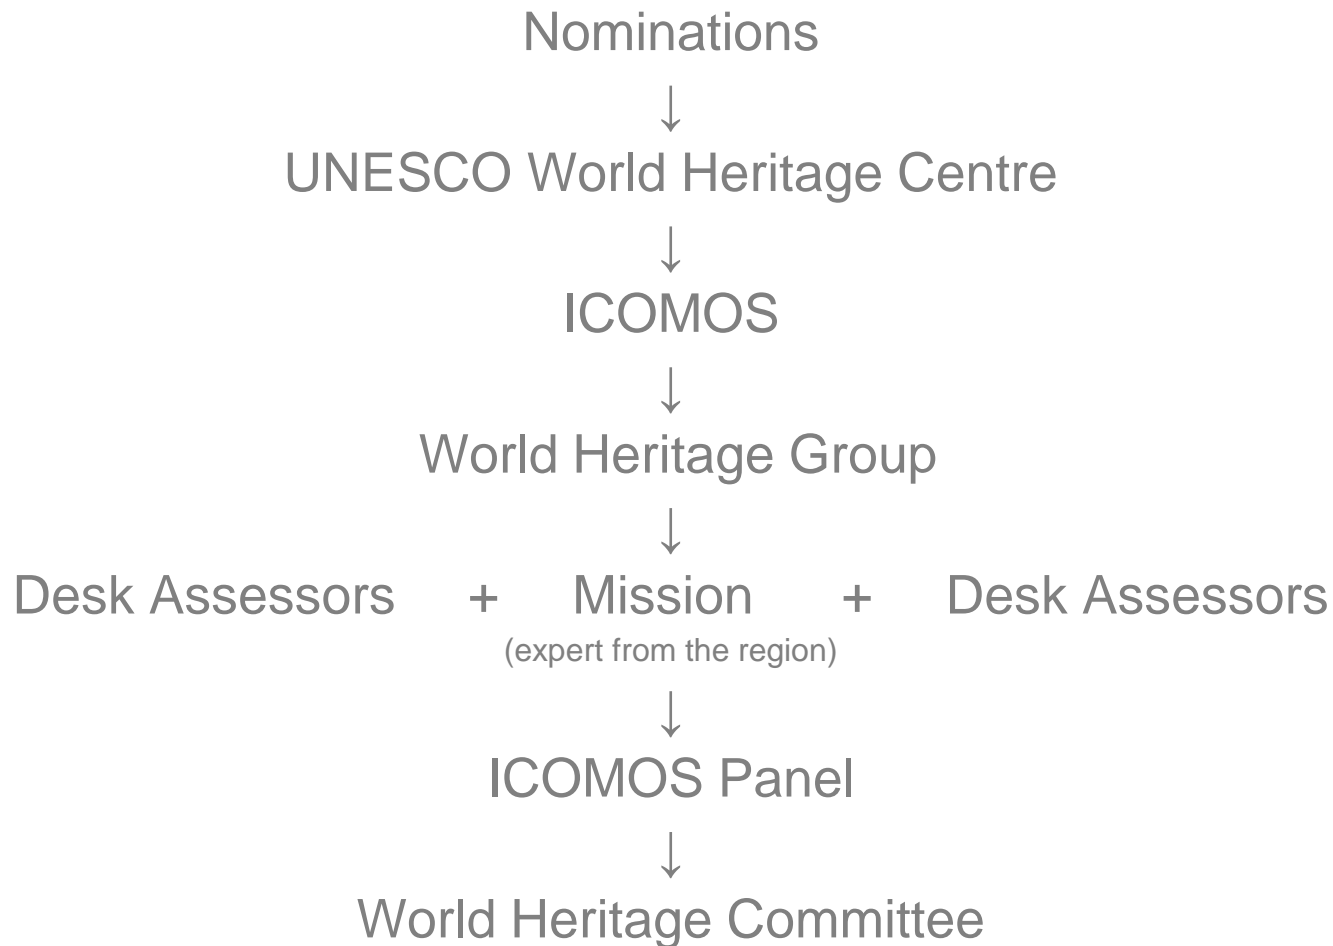 Nominations
↓
UNESCO World Heritage Centre
↓
ICOMOS
↓
World Heritage Group
↓
Desk Assessors + Mission + Desk Assessors
(expert from the region)
↓
ICOMOS Panel
↓
World Heritage Committee